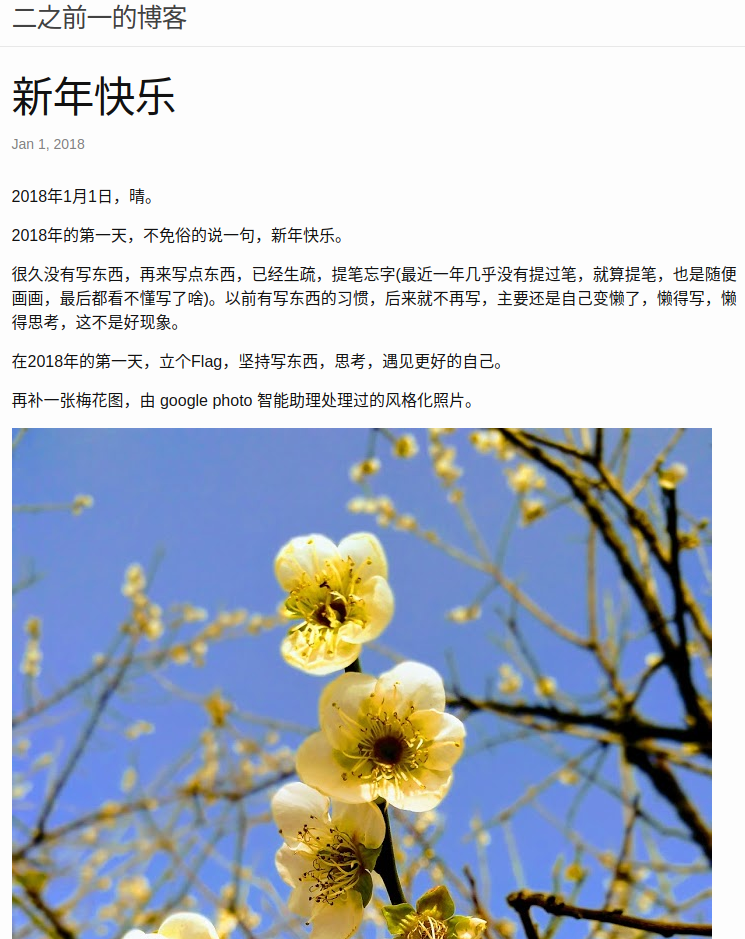 二之前一的博客
新年快乐
Jan 1, 2018
2018年1月1日，晴。
2018年的第一天，不免俗的说一句，新年快乐。
很久没有写东西，再来写点东西，已经生疏，提笔忘字(最近一年几乎没有提过笔，就算提笔，也是随便
画画，最后都看不懂写了啥)。以前有写东西的习惯，后来就不再写，主要还是自己变懒了，懒得写，懒
得思考，这不是好现象。
在2018年的第一天，立个Flag，坚持写东西，思考，遇见更好的自己。
再补一张梅花图，由 google photo 智能助理处理过的风格化照片。